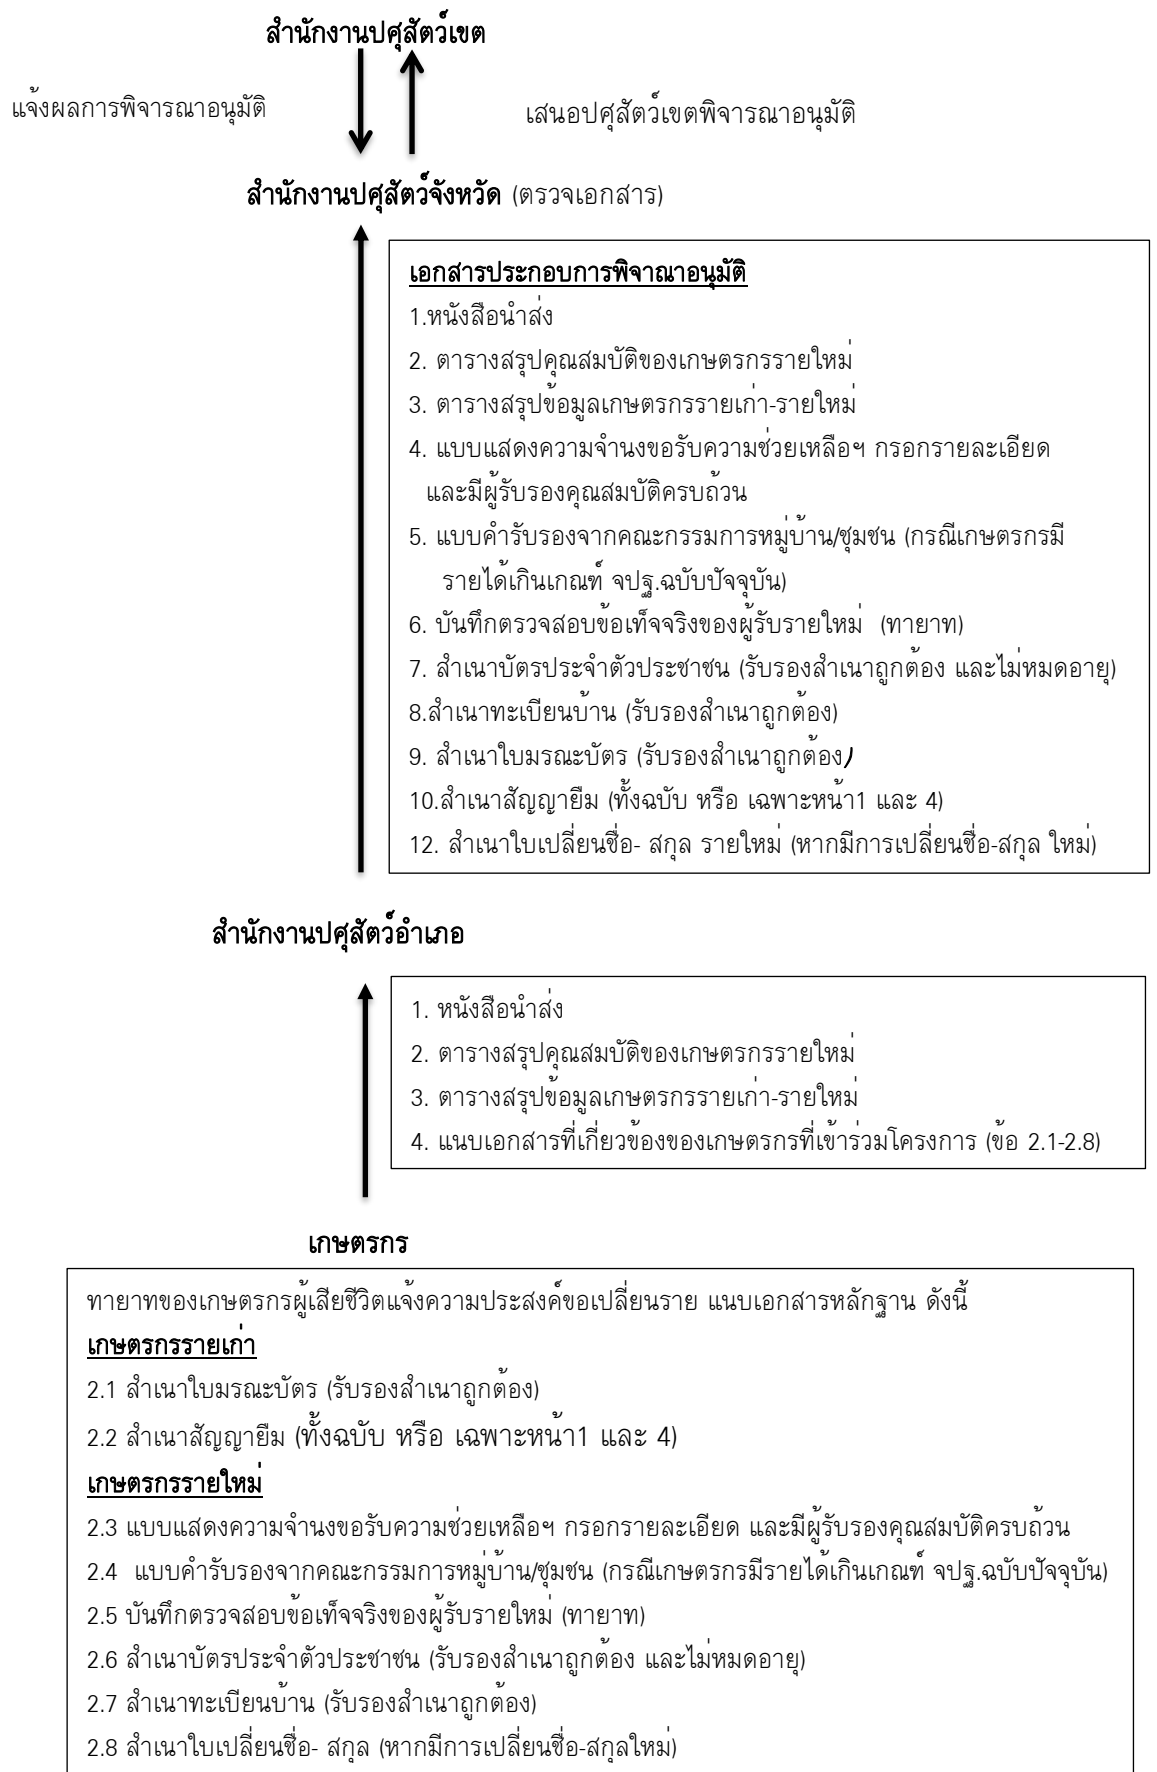 สำนักงานปศุสัตว์เขต
แจ้งผลการพิจารณาอนุมัติ
เสนอปศุสัตว์เขตพิจารณาอนุมัติ
สำนักงานปศุสัตว์จังหวัด (ตรวจเอกสาร)
เอกสารประกอบการพิจาณาอนุมัติ
1.หนังสือนำส่ง
2. ตารางสรุปคุณสมบัติของเกษตรกรรายใหม่
3. ตารางสรุปข้อมูลเกษตรกรรายเก่า-รายใหม่
4. แบบแสดงความจำนงขอรับความช่วยเหลือฯ กรอกรายละเอียด
และมีผู้รับรองคุณสมบัติครบถ้วน
5. แบบคำรับรองจากคณะกรรมการหมู่บ้าน/ชุมชน (กรณีเกษตรกรมี
รายได้เกินเกณฑ์ จปฐ.ฉบับปัจจุบัน)
6. บันทึกตรวจสอบข้อเท็จจริงของผู้รับรายใหม่ (ทายาท)
7. สำเนาบัตรประจำตัวประชาชน (รับรองสำเนาถูกต้อง และไม่หมดอายุ)
8.สำเนาทะเบียนบ้าน (รับรองสำเนาถูกต้อง)
9. สำเนาใบมรณะบัตร (รับรองสำเนาถูกต้อง)
10.สำเนาสัญญายืม (ทั้งฉบับ หรือ เฉพาะหน้า1 และ 4)
12. สำเนาใบเปลี่ยนชื่อ- สกุล รายใหม่ (หากมีการเปลี่ยนชื่อ-สกุล ใหม่)
สำนักงานปศุสัตว์อำเภอ
1. หนังสือนำส่ง
2. ตารางสรุปคุณสมบัติของเกษตรกรรายใหม่
3. ตารางสรุปข้อมูลเกษตรกรรายเก่า-รายใหม่
4. แนบเอกสารที่เกี่ยวข้องของเกษตรกรที่เข้าร่วมโครงการ (ข้อ 2.1-2.8)
เกษตรกร
ทายาทของเกษตรกรผู้เสียชีวิตแจ้งความประสงค์ขอเปลี่ยนราย แนบเอกสารหลักฐาน ดังนี้
เกษตรกรรายเก่า
2.1 สำเนาใบมรณะบัตร (รับรองสำเนาถูกต้อง)
2.2 สำเนาสัญญายืม (ทั้งฉบับ หรือ เฉพาะหน้า1 และ 4)
เกษตรกรรายใหม่
2.3 แบบแสดงความจำนงขอรับความช่วยเหลือฯ กรอกรายละเอียด และมีผู้รับรองคุณสมบัติครบถ้วน
2.4 แบบคำรับรองจากคณะกรรมการหมู่บ้าน/ชุมชน (กรณีเกษตรกรมีรายได้เกินเกณฑ์ จปฐ.ฉบับปัจจุบัน)
2.5 บันทึกตรวจสอบข้อเท็จจริงของผู้รับรายใหม่ (ทายาท)
2.6 สำเนาบัตรประจำตัวประชาชน (รับรองสำเนาถูกต้อง และไม่หมดอายุ)
2.7 สำเนาทะเบียนบ้าน (รับรองสำเนาถูกต้อง)
2.8 สำเนาใบเปลี่ยนชื่อ- สกุล (หากมีการเปลี่ยนชื่อ-สกุลใหม่)